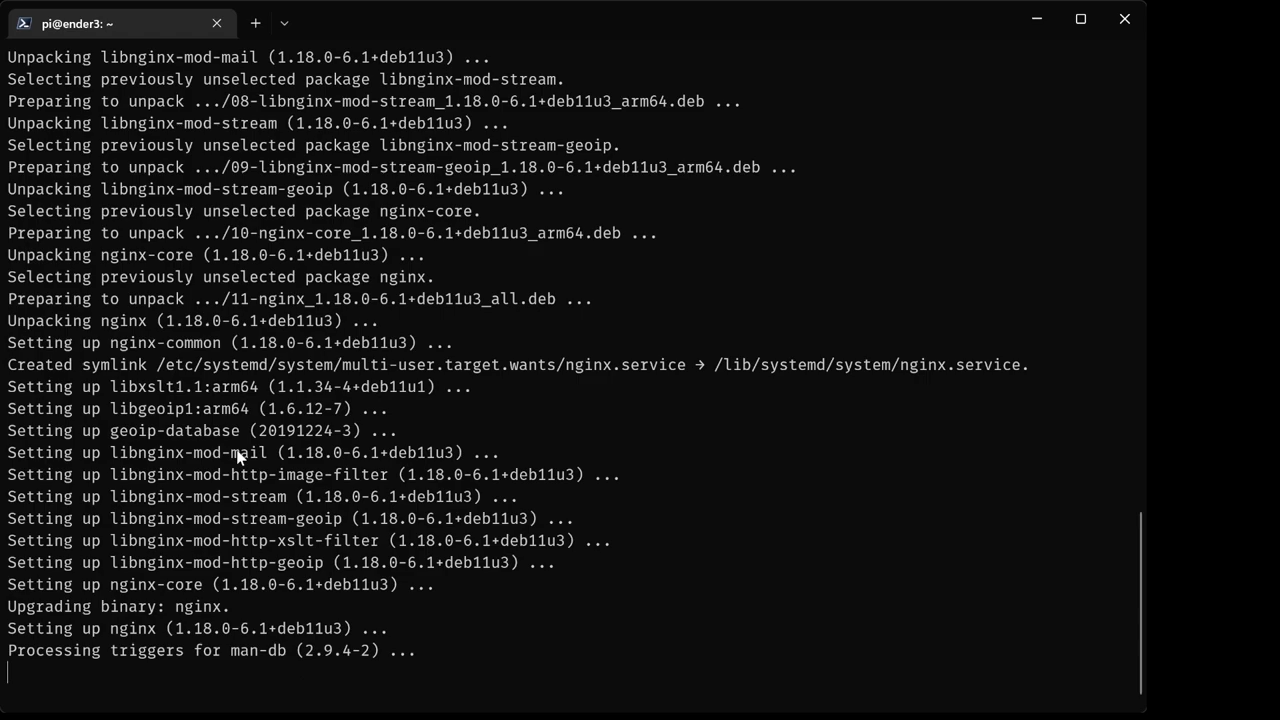 pi@ender3: ~
Unpacking libnginx-mod-mail (1.18.0-6.1+deb11u3) ...
Selecting previously unselected package libnginx-mod-stream.
Preparing to unpack .../08-libnginx-mod-stream_1.18.0-6.1+deb11u3_arm64.deb ...
Unpacking libnginx-mod-stream (1.18.0-6.1+deb11u3) ...
Selecting previously unselected package libnginx-mod-stream-geoip.
Preparing to unpack .../09-libnginx-mod-stream-geoip_1.18.0-6.1+deb11u3_arm64.deb ...
Unpacking libnginx-mod-stream-geoip (1.18.0-6.1+deb11u3) ...
Selecting previously unselected package nginx-core.
Preparing to unpack .../10-nginx-core_1.18.0-6.1+deb11u3_arm64.deb ...
Unpacking nginx-core (1.18.0-6.1+deb11u3) ...
Selecting previously unselected package nginx.
Preparing to unpack .../11-nginx_1.18.0-6.1+deb11u3_all.deb ...
Unpacking nginx (1.18.0-6.1+deb11u3) ...
Setting up nginx-common (1.18.0-6.1+deb11u3) ...
Created symlink /etc/systemd/system/multi-user.target.wants/nginx.service → /lib/systemd/system/nginx.service.
Setting up libxslt1.1:arm64 (1.1.34-4+deb11u1) ...
Setting up libgeoip1:arm64 (1.6.12-7) ...
Setting up geoip-database (20191224-3) ...
Setting up libnginx-mod-mail (1.18.0-6.1+deb11u3) ...
Setting up libnginx-mod-http-image-filter (1.18.0-6.1+deb11u3) ...
Setting up libnginx-mod-stream (1.18.0-6.1+deb11u3) ...
Setting up libnginx-mod-stream-geoip (1.18.0-6.1+deb11u3) ...
Setting up libnginx-mod-http-xslt-filter (1.18.0-6.1+deb11u3) ...
Setting up libnginx-mod-http-geoip (1.18.0-6.1+deb11u3) ...
Setting up nginx-core (1.18.0-6.1+deb11u3) ...
Upgrading binary: nginx.
Setting up nginx (1.18.0-6.1+deb11u3) ...
Processing triggers for man-db (2.9.4-2) ...